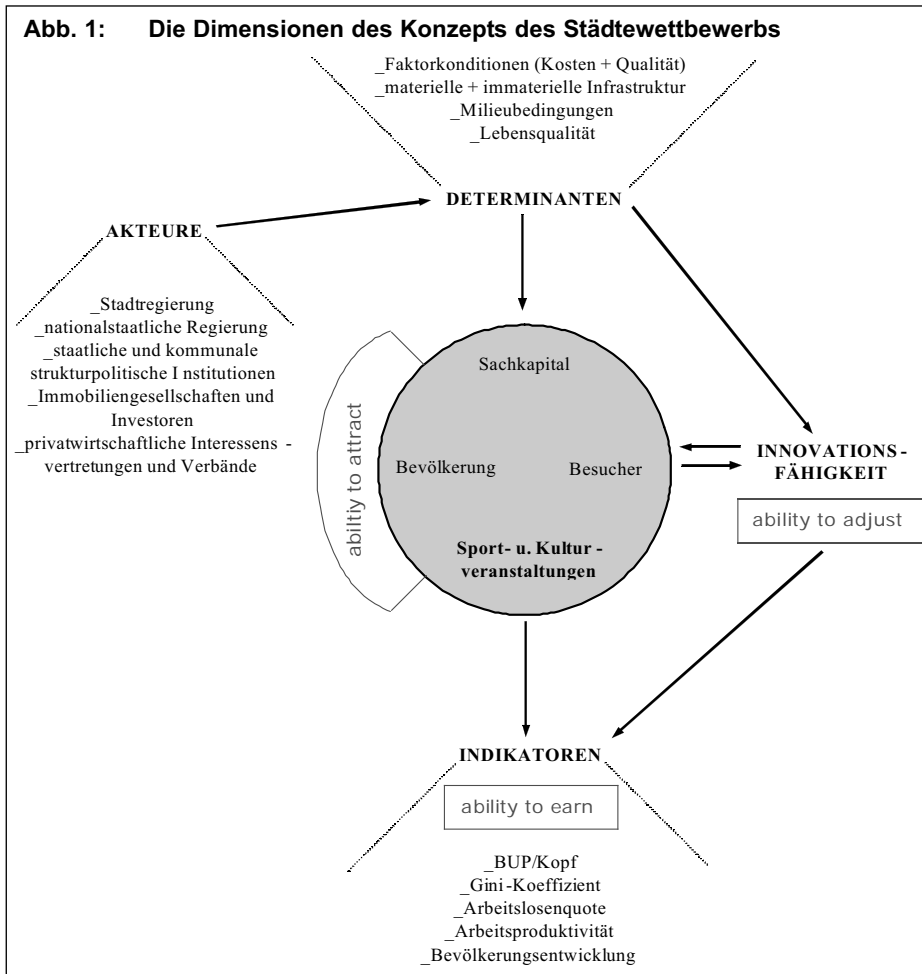 Abb. 1: Die Dimensionen des Konzepts des Städtewettbewerbs
_Faktorkonditionen (Kosten + Qualität)
_materielle + immaterielle Infrastruktur
_Milieubedingungen
_Lebensqualität
DETERMINANTEN
AKTEURE
_Stadtregierung
_nationalstaatliche Regierung
_staatliche und kommunale
strukturpolitische I nstitutionen
_Immobiliengesellschaften und
Investoren
_privatwirtschaftliche Interessens -
vertretungen und Verbände
abiltiy to attract
Sachkapital
Bevölkerung
Besucher
Sport- u. Kultur -
veranstaltungen
INNOVATIONS -
FÄHIGKEIT
ability to adjust
INDIKATOREN
ability to earn
_BUP/Kopf
_Gini-Koeffizient
_Arbeitslosenquote
_Arbeitsproduktivität
_Bevölkerungsentwicklung